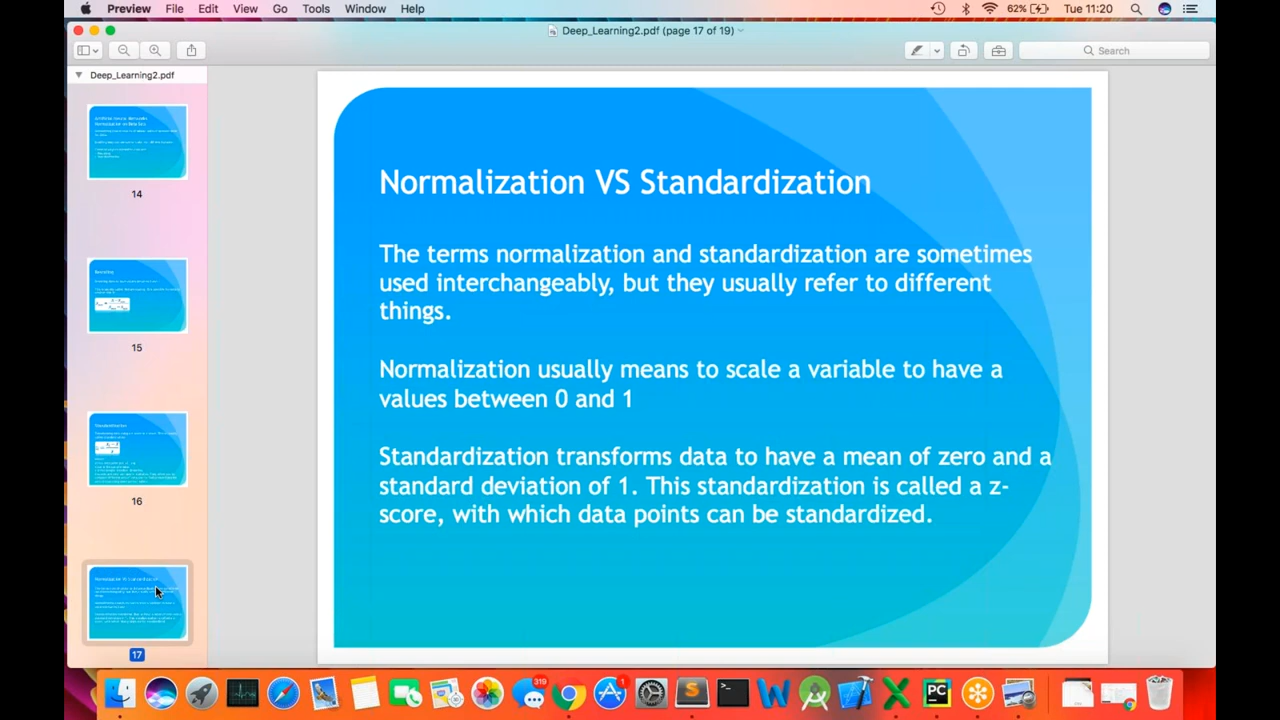 Preview File Edit View Go Tools Window Help 62% Tue 11:20
Deep_Learning2.pdf (page 17 of 19)
Search
Deep_Learning2.pdf
14
15
16
17
Normalization VS Standardization
The terms normalization and standardization are sometimes
used interchangeably, but they usually refer to different
things.
Normalization usually means to scale a variable to have a
values between 0 and 1
Standardization transforms data to have a mean of zero and a
standard deviation of 1. This standardization is called a z-
score, with which data points can be standardized.
319
1
PC